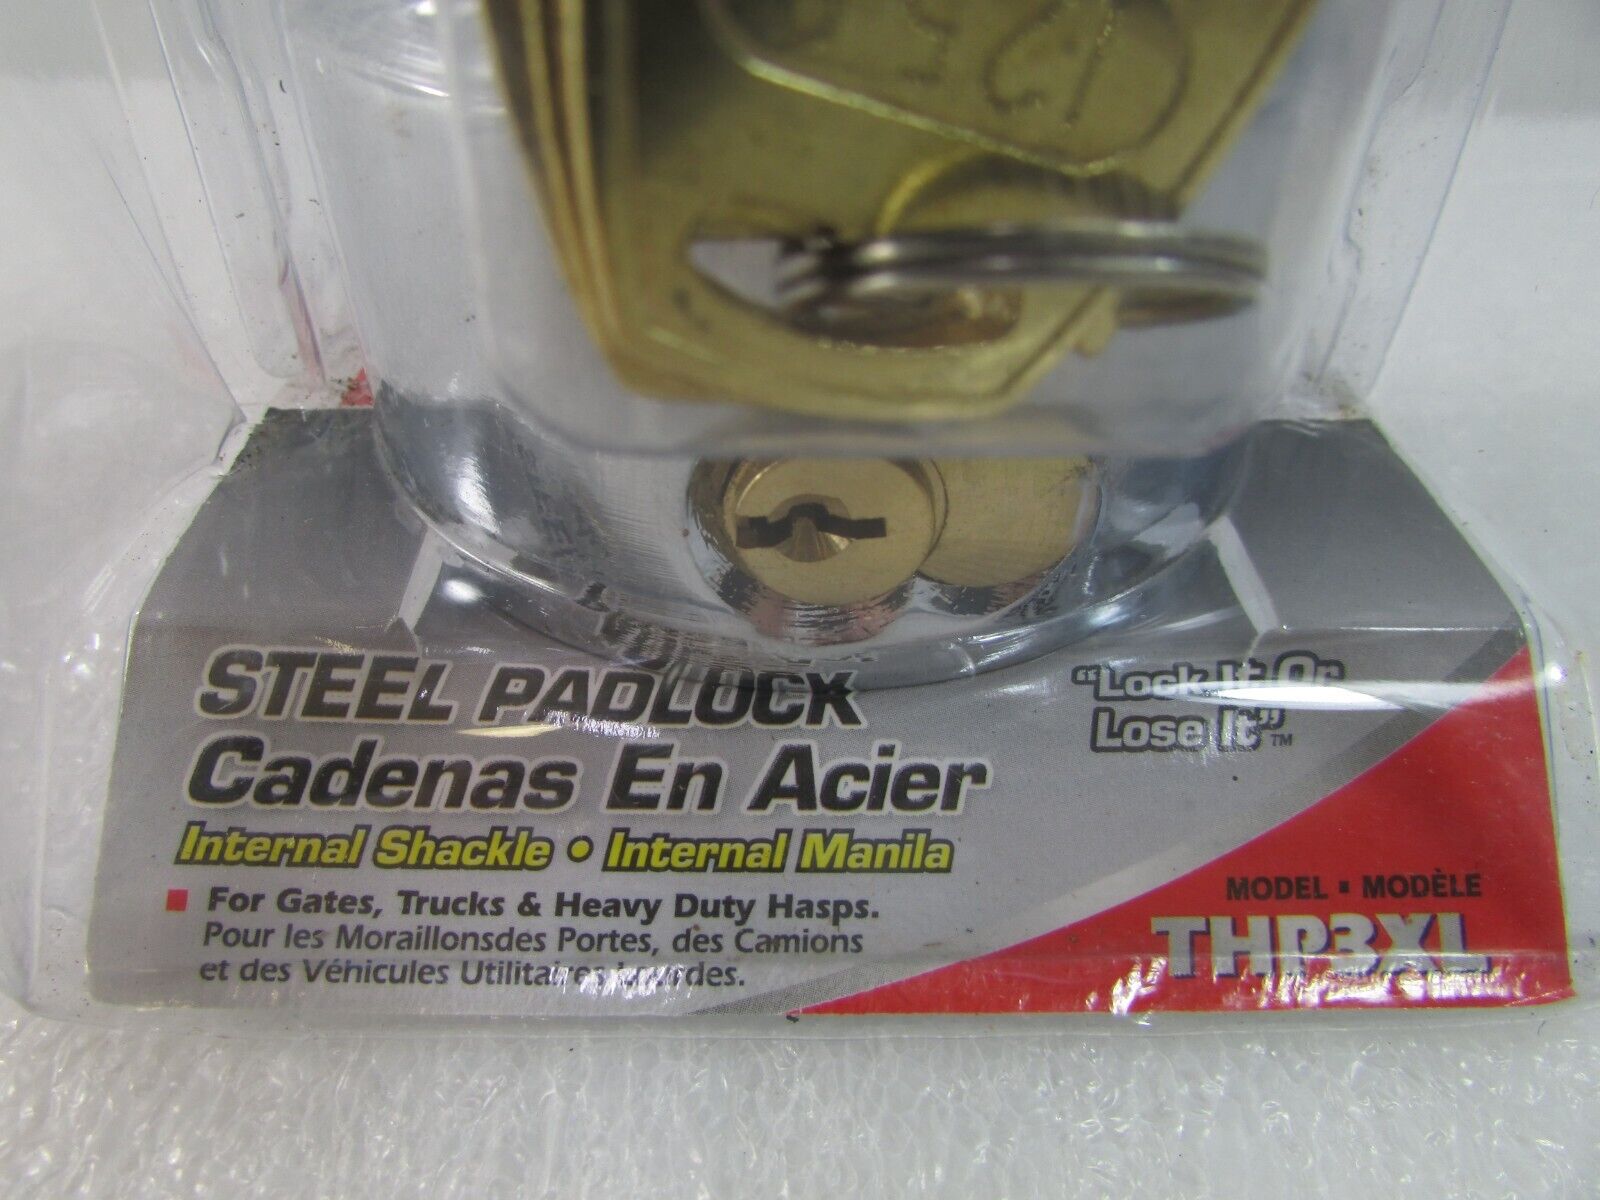 STEEL PADLOCK
Cadenas En Acier
Internal Shackle • Internal Manila
"Lock It Or
Lose It"™
■ For Gates, Trucks & Heavy Duty Hasps.
Pour les Moraillonsdes Portes, des Camions
et des Véhicules Utilitaires Lourdes.
MODEL ▪ MODÈLE
THP3XL